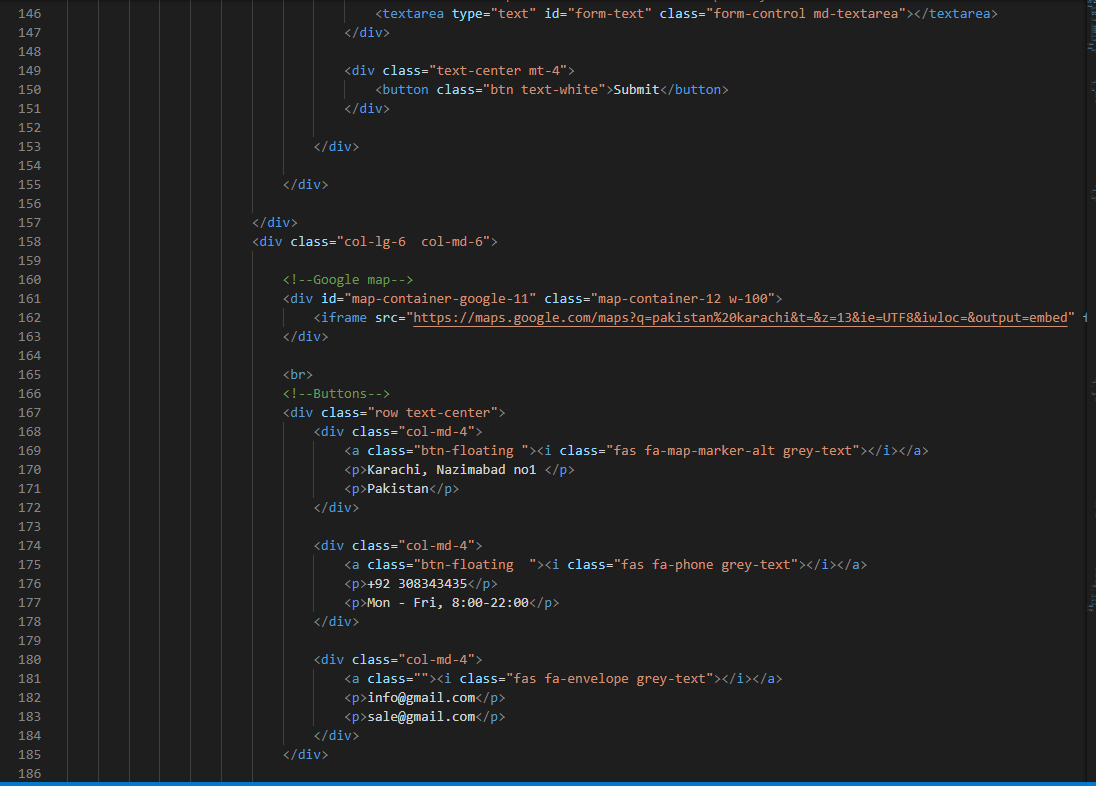 146 <textarea type="text" id="form-text" class="form-control md-textarea"></textarea>
147 </div>
148
149 <div class="text-center mt-4">
150 <button class="btn text-white">Submit</button>
151 </div>
152
153 </div>
154
155 </div>
156
157 </div>
158 <div class="col-lg-6  col-md-6">
159
160 <!--Google map-->
161 <div id="map-container-google-11" class="map-container-12 w-100">
162 <iframe src="https://maps.google.com/maps?q=pakistan%20karachi&t=&z=13&ie=UTF8&iwloc=&output=embed"
163 </div>
164
165 <br>
166 <!--Buttons-->
167 <div class="row text-center">
168 <div class="col-md-4">
169 <a class="btn-floating "><i class="fas fa-map-marker-alt grey-text"></i></a>
170 <p>Karachi, Nazimabad no1 </p>
171 <p>Pakistan</p>
172 </div>
173
174 <div class="col-md-4">
175 <a class="btn-floating  "><i class="fas fa-phone grey-text"></i></a>
176 <p>+92 308343435</p>
177 <p>Mon - Fri, 8:00-22:00</p>
178 </div>
179
180 <div class="col-md-4">
181 <a class=""><i class="fas fa-envelope grey-text"></i></a>
182 <p>info@gmail.com</p>
183 <p>sale@gmail.com</p>
184 </div>
185 </div>
186